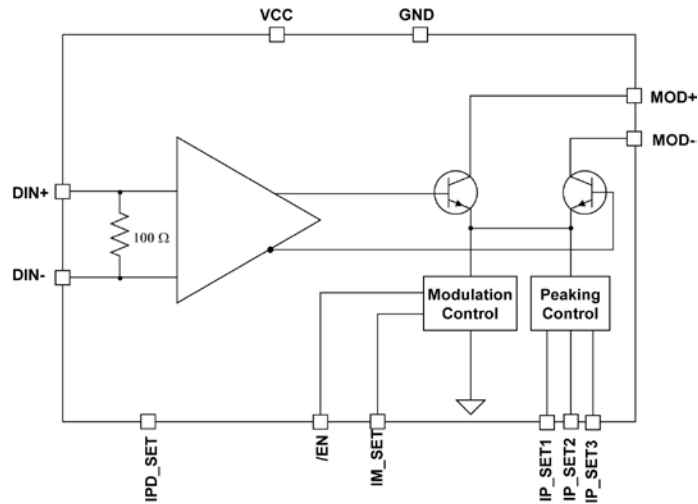 VCC
GND
MOD+
MOD-
DIN+
100 Ω
DIN-
Modulation
Control
Peaking
Control
IPD_SET
/EN
IM_SET
IP_SET1
IP_SET2
IP_SET3